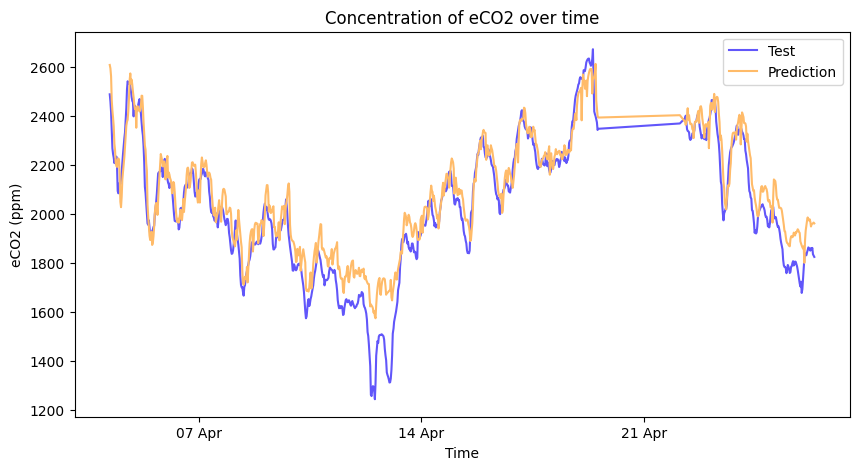 Concentration of eCO2 over time
Test
Prediction
eCO2 (ppm)
2600
2400
2200
2000
1800
1600
1400
1200
07 Apr
14 Apr
21 Apr
Time